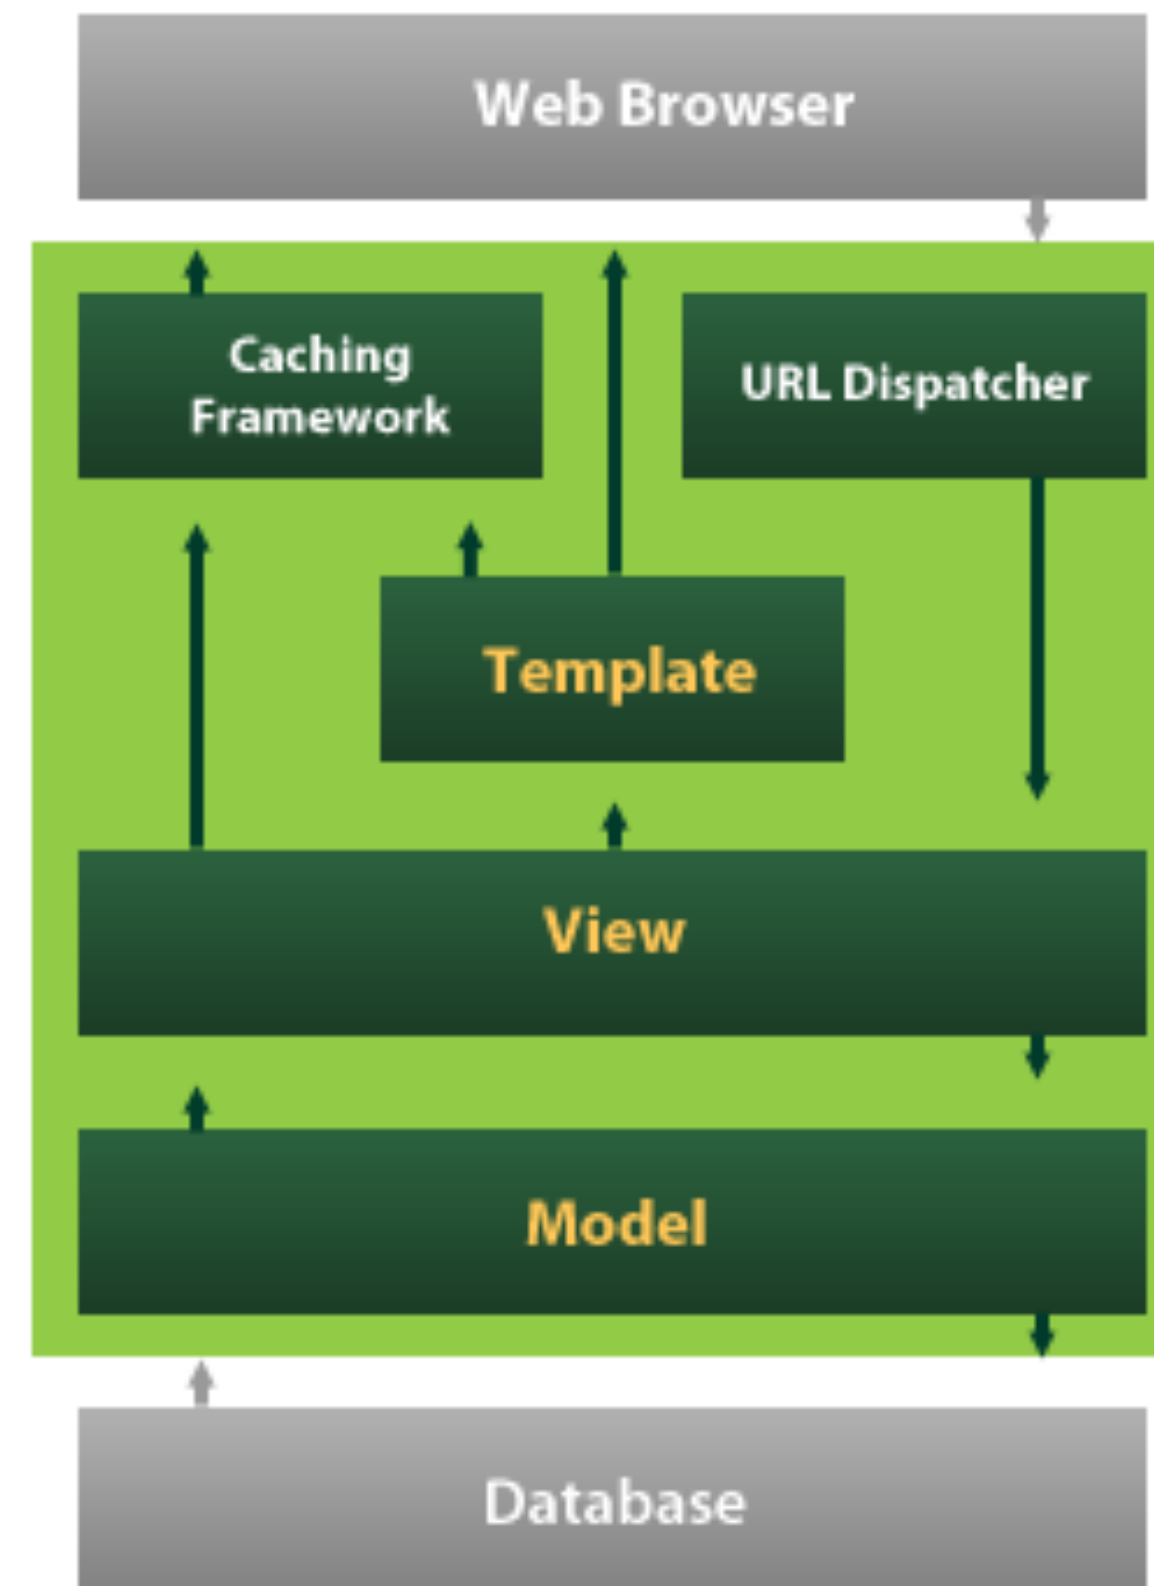 Web Browser
Caching
Framework
URL Dispatcher
Template
View
Model
Database